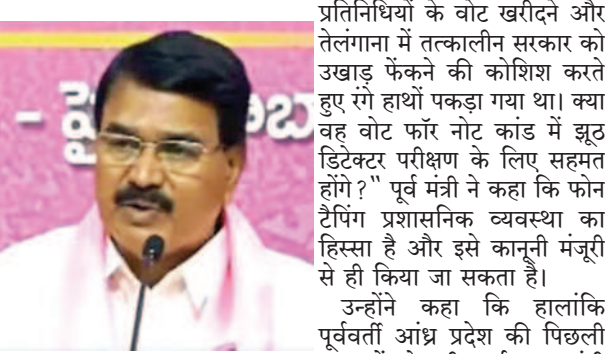 प्रतिनिधियों के वोट खरीदने और
तेलंगाना में तत्कालीन सरकार को
उखाड़ फेंकने की कोशिश करते
हुए रंगे हाथों पकड़ा गया था। क्या
वह वोट फॉर नोट कांड में झूठ
डिटेक्टर परीक्षण के लिए सहमत
होंगे?" पूर्व मंत्री ने कहा कि फोन
टैपिंग प्रशासनिक व्यवस्था का
हिस्सा है और इसे कानूनी मंजूरी
से ही किया जा सकता है।
उन्होंने कहा कि हालांकि
पूर्ववर्ती आंध्र प्रदेश की पिछली